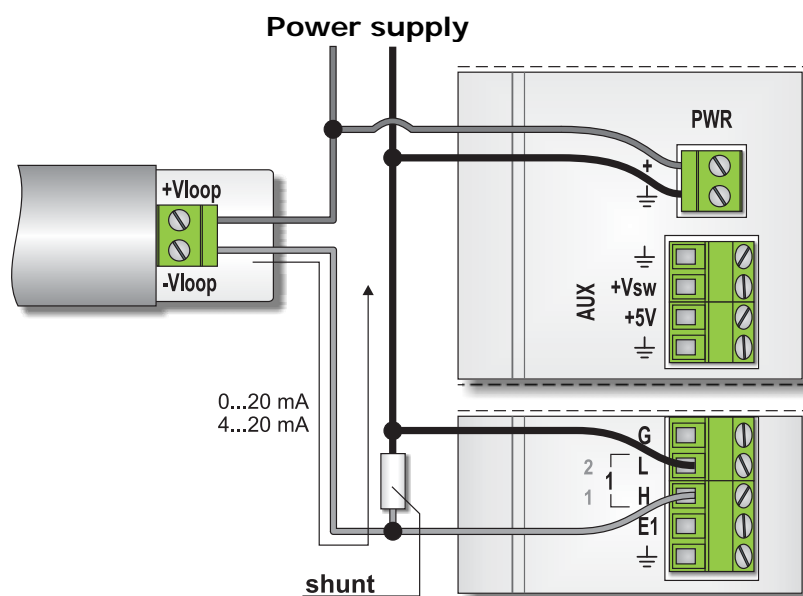 Power supply
PWR
+
+Vloop
-Vloop
AUX
+Vsw
+5V
0...20 mA
4...20 mA
G
2
L
1
1
H
E1
shunt